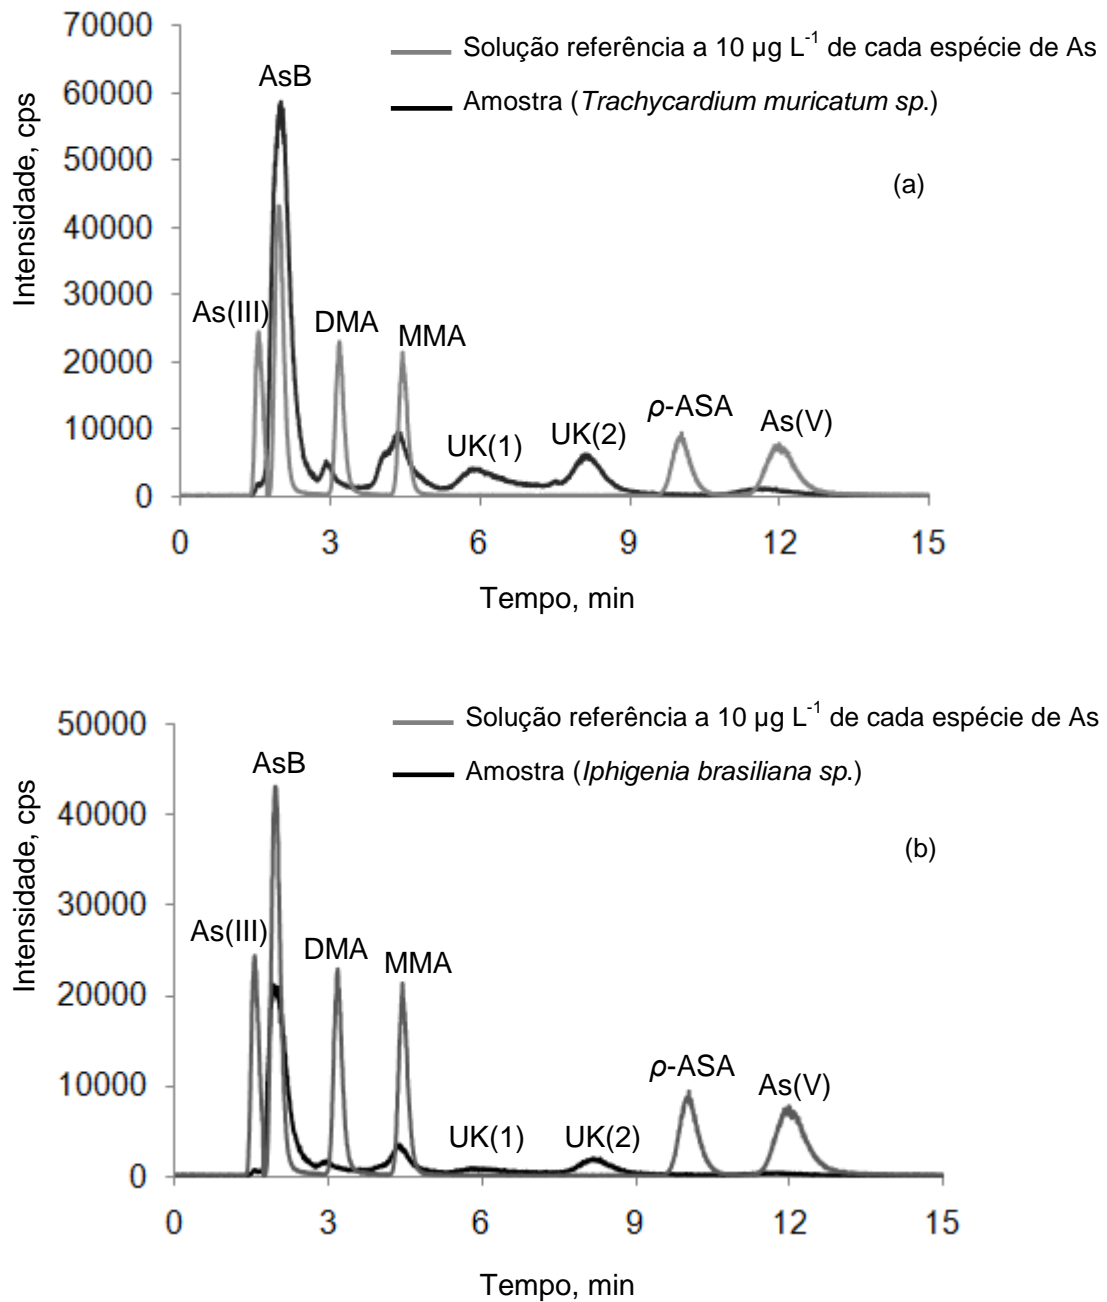 70000
Solução referência a 10 µg L⁻¹ de cada espécie de As
AsB
60000
Amostra (Trachycardium muricatum sp.)
50000
(a)
40000
Intensidade, cps
30000
As(III)
DMA
MMA
20000
ρ-ASA
As(V)
10000
UK(1)
UK(2)
0
0 3 6 9 12 15
Tempo, min
50000
Solução referência a 10 µg L⁻¹ de cada espécie de As
AsB
Amostra (Iphigenia brasiliana sp.)
40000
(b)
Intensidade, cps
30000
As(III)
DMA
MMA
20000
ρ-ASA
As(V)
10000
UK(1)
UK(2)
0
0 3 6 9 12 15
Tempo, min